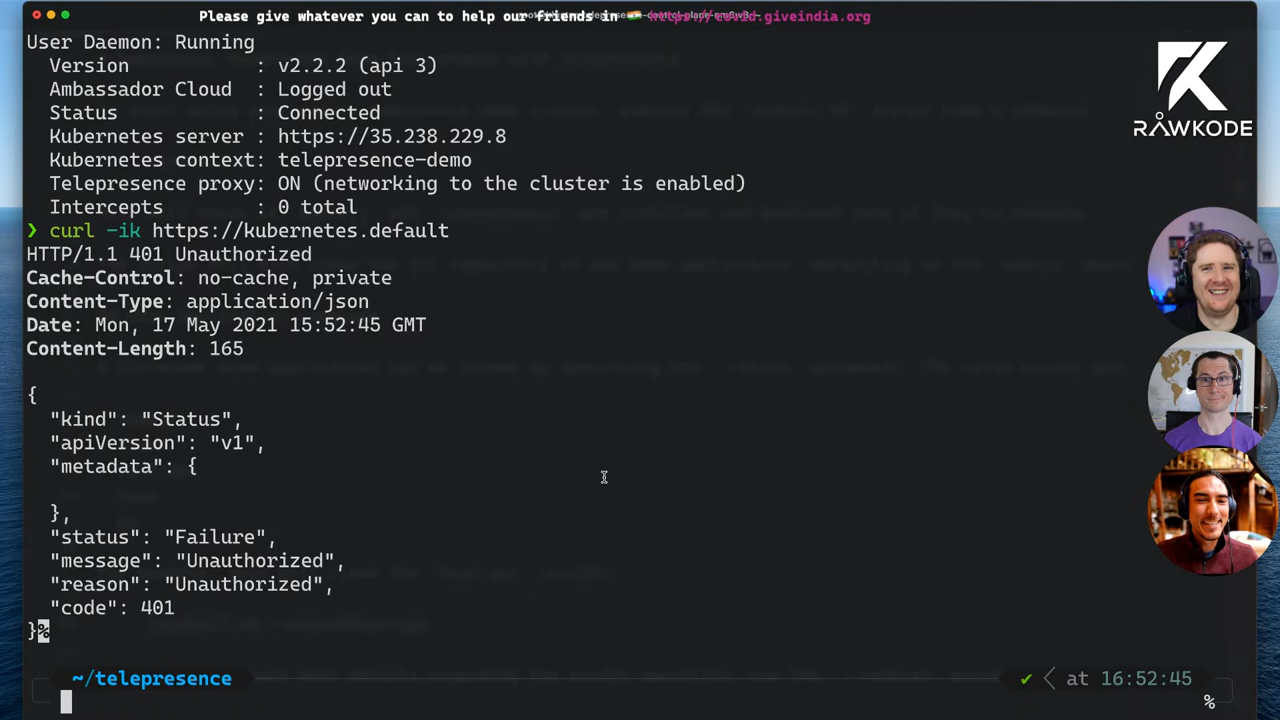 Please give whatever you can to help our friends in 🇮🇳 https://covid.giveindia.org
User Daemon: Running
Version : v2.2.2 (api 3)
Ambassador Cloud : Logged out
Status : Connected
Kubernetes server : https://35.238.229.8
Kubernetes context: telepresence-demo
Telepresence proxy: ON (networking to the cluster is enabled)
Intercepts : 0 total
❯ curl -ik https://kubernetes.default
HTTP/1.1 401 Unauthorized
Cache-Control: no-cache, private
Content-Type: application/json
Date: Mon, 17 May 2021 15:52:45 GMT
Content-Length: 165
{
"kind": "Status",
"apiVersion": "v1",
"metadata": {
},
"status": "Failure",
"message": "Unauthorized",
"reason": "Unauthorized",
"code": 401
}%
~/telepresence ✔ at 16:52:45
%
RAWKODE